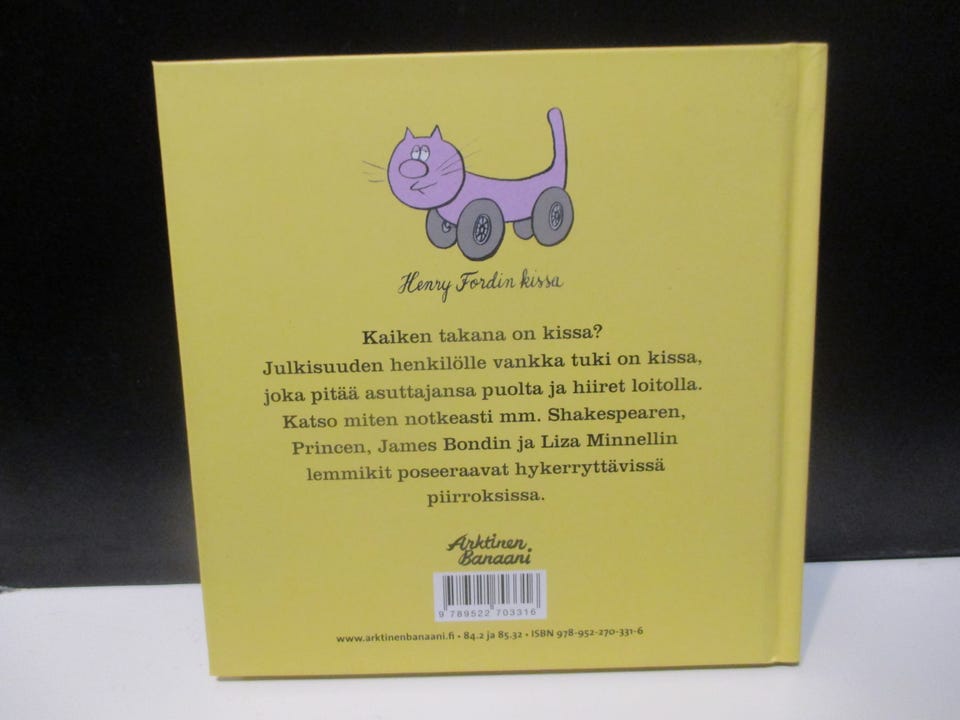 Henry Fordin kissa
Kaiken takana on kissa?
Julkisuuden henkilölle vankka tuki on kissa,
joka pitää asuttajansa puolta ja hiiret loitolla.
Katso miten notkeasti mm. Shakespearen,
Princen, James Bondin ja Liza Minnellin
lemmikit poseeraavat hykerryttävissä
piirroksissa.
Arktinen
Banaani
9 789522 703316
www.arktinenbanaani.fi • 84.2 ja 85.32 • ISBN 978-952-270-331-6